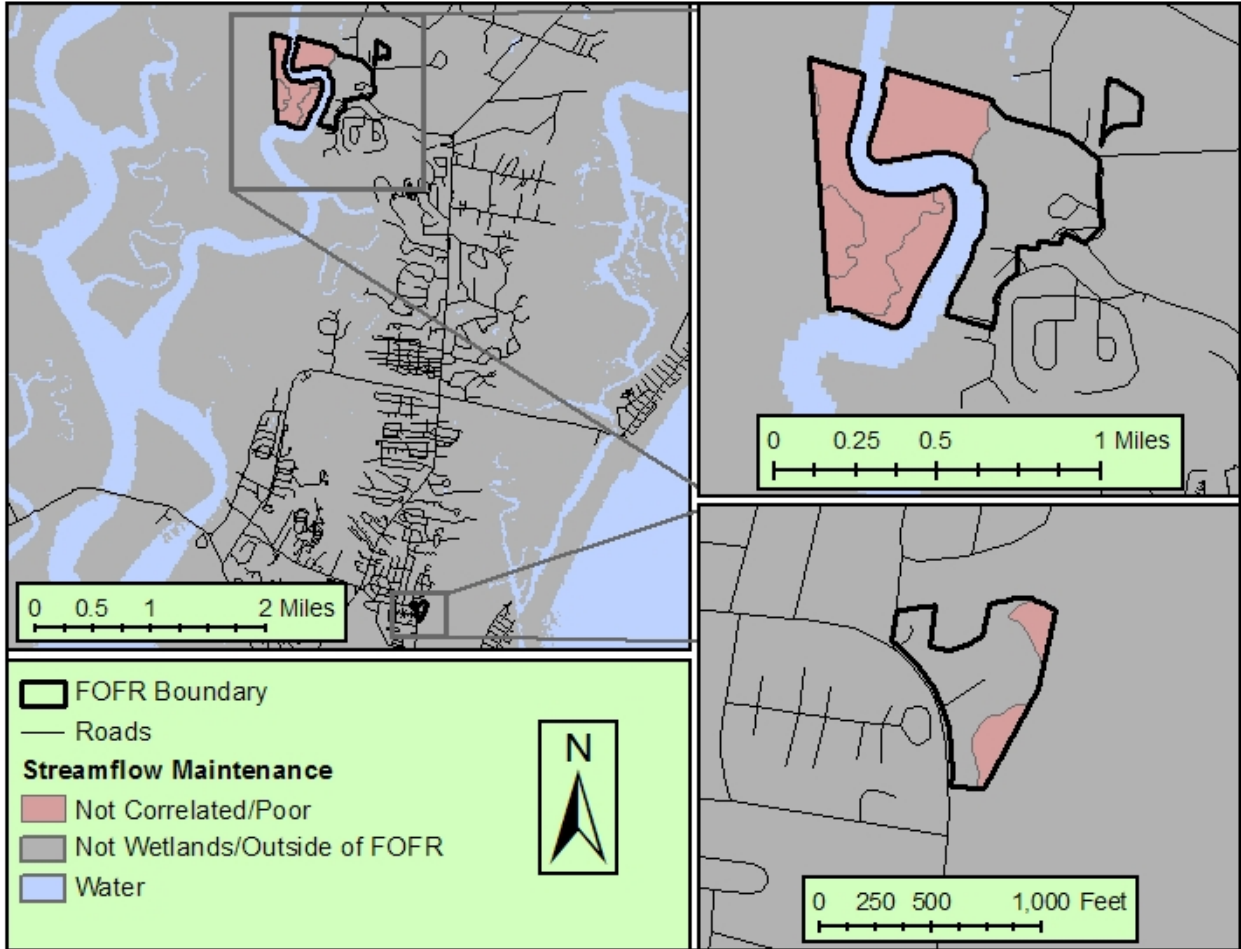 0 0.5 1 2 Miles
0 0.25 0.5 1 Miles
0 250 500 1,000 Feet
FOFR Boundary
Roads
Streamflow Maintenance
Not Correlated/Poor
Not Wetlands/Outside of FOFR
Water
N